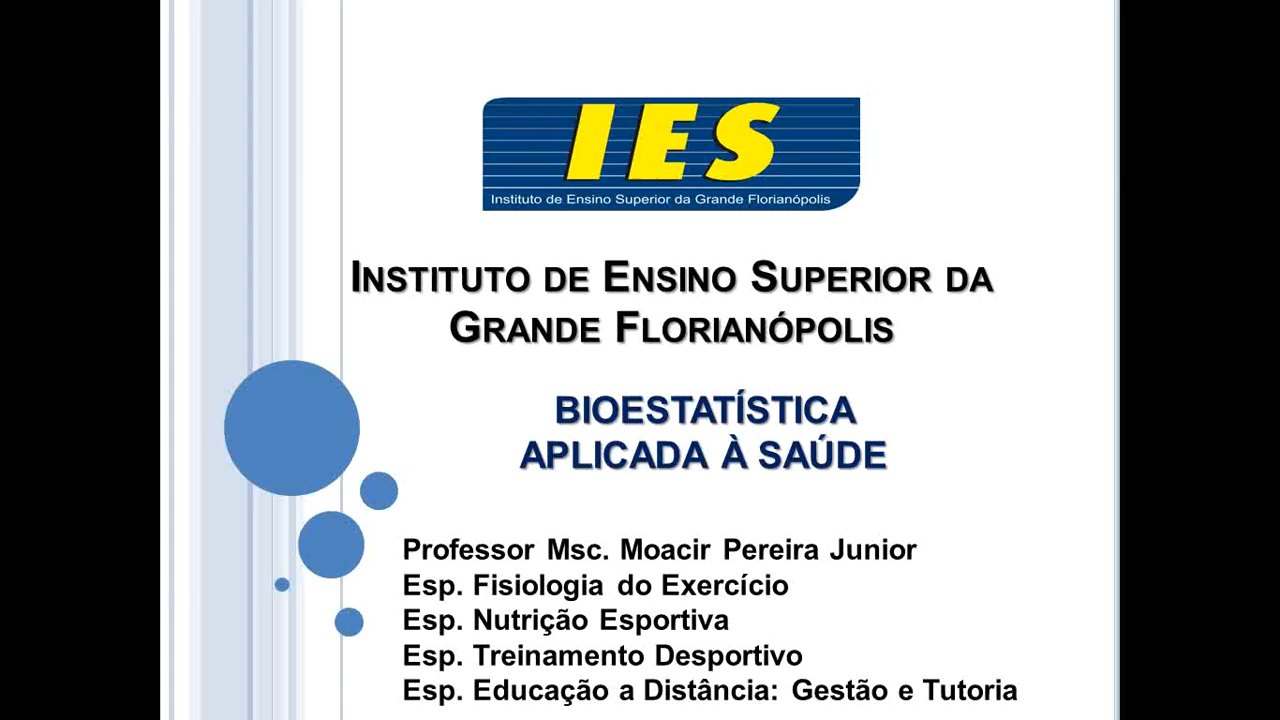 IES
Instituto de Ensino Superior da Grande Florianópolis
INSTITUTO DE ENSINO SUPERIOR DA
GRANDE FLORIANÓPOLIS
BIOESTATÍSTICA
APLICADA À SAÚDE
Professor Msc. Moacir Pereira Junior
Esp. Fisiologia do Exercício
Esp. Nutrição Esportiva
Esp. Treinamento Desportivo
Esp. Educação a Distância: Gestão e Tutoria